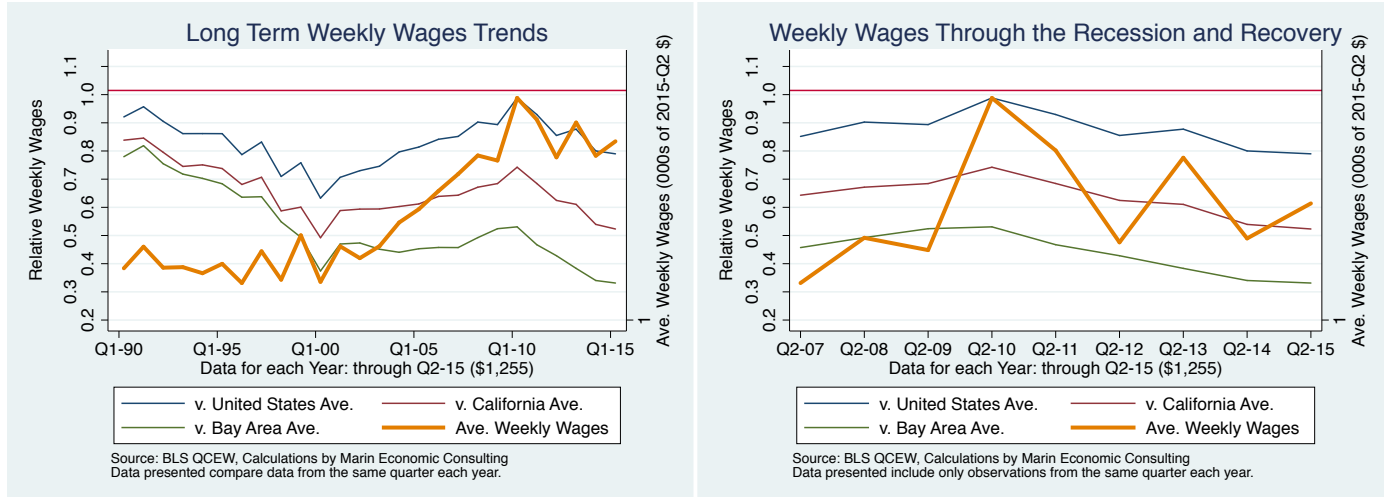 Long Term Weekly Wages Trends
Relative Weekly Wages
1.1
1.0
0.9
0.8
0.7
0.6
0.5
0.4
0.3
0.2
1
Ave. Weekly Wages (000s of 2015-Q2 $)
Q1-90 Q1-95 Q1-00 Q1-05 Q1-10 Q1-15
Data for each Year: through Q2-15 ($1,255)
v. United States Ave. v. California Ave.
v. Bay Area Ave. Ave. Weekly Wages
Source: BLS QCEW, Calculations by Marin Economic Consulting
Data presented compare data from the same quarter each year.
Weekly Wages Through the Recession and Recovery
Relative Weekly Wages
1.1
1.0
0.9
0.8
0.7
0.6
0.5
0.4
0.3
0.2
1
Ave. Weekly Wages (000s of 2015-Q2 $)
Q2-07 Q2-08 Q2-09 Q2-10 Q2-11 Q2-12 Q2-13 Q2-14 Q2-15
Data for each Year: through Q2-15 ($1,255)
v. United States Ave. v. California Ave.
v. Bay Area Ave. Ave. Weekly Wages
Source: BLS QCEW, Calculations by Marin Economic Consulting
Data presented include only observations from the same quarter each year.